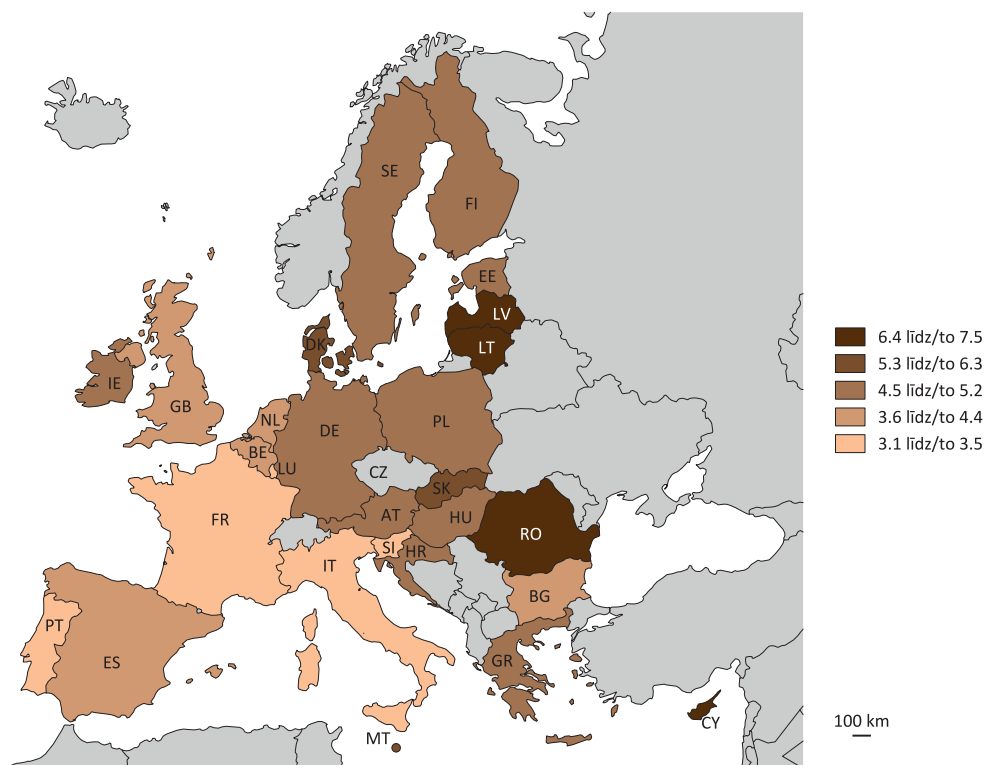 SE
FI
EE
LV
LT
DK
IE
GB
NL
BE
LU
DE
PL
CZ
SK
AT
HU
RO
FR
SI
HR
IT
BG
PT
ES
GR
MT
CY
6.4 līdz/to 7.5
5.3 līdz/to 6.3
4.5 līdz/to 5.2
3.6 līdz/to 4.4
3.1 līdz/to 3.5
100 km